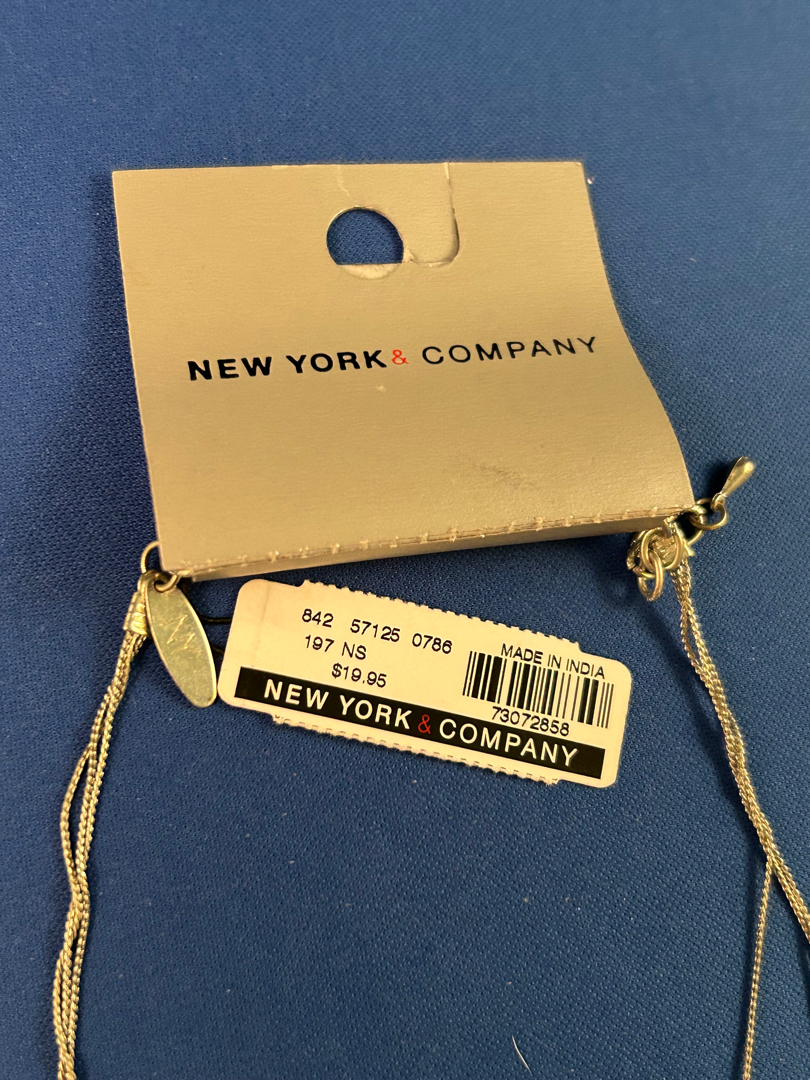 NEW YORK & COMPANY
842 57125 0786
197 NS
$19.95
MADE IN INDIA
73072858
NEW YORK & COMPANY